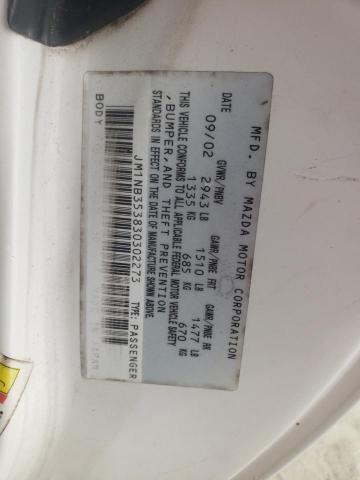 MFD. BY MAZDA MOTOR CORPORATION
DATE GVWR/PNBV GAWR/PNBE FRT GAWR/PNBE RR
09/02 2943 LB 1510 LB 1477 LB
1335 KG 685 KG 670 KG
THIS VEHICLE CONFORMS TO ALL APPLICABLE FEDERAL MOTOR VEHICLE SAFETY
, BUMPER, AND THEFT PREVENTION
STANDARDS IN EFFECT ON THE DATE OF MANUFACTURE SHOWN ABOVE.
JM1NB353830302273 TYPE: PASSENGER
BODY
JAPAN